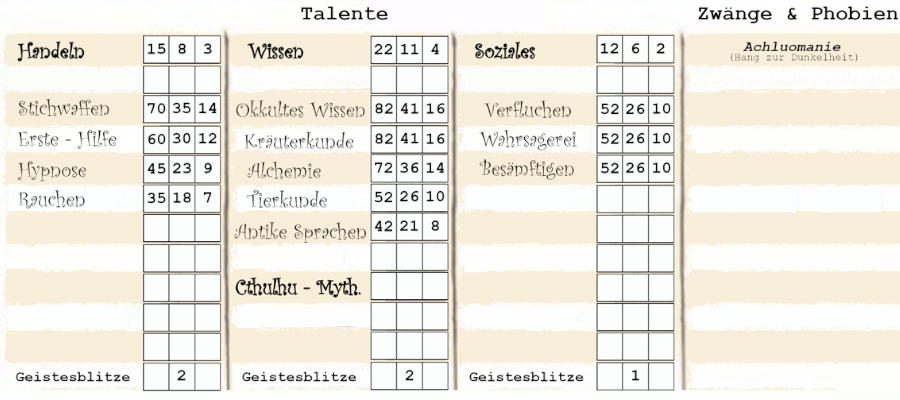 Talente
Zwänge & Phobien
Handeln 15 8 3
Stichwaffen 70 35 14
Erste - Hilfe 60 30 12
Hypnose 45 23 9
Rauchen 35 18 7
Geistesblitze 2
Wissen 22 11 4
Okkultes Wissen 82 41 16
Kräuterkunde 82 41 16
Alchemie 72 36 14
Tierkunde 52 26 10
Antike Sprachen 42 21 8
Cthulhu - Myth.
Geistesblitze 2
Soziales 12 6 2
Verfluchen 52 26 10
Wahrsagerei 52 26 10
Besämftigen 52 26 10
Geistesblitze 1
Achluomanie
(Hang zur Dunkelheit)